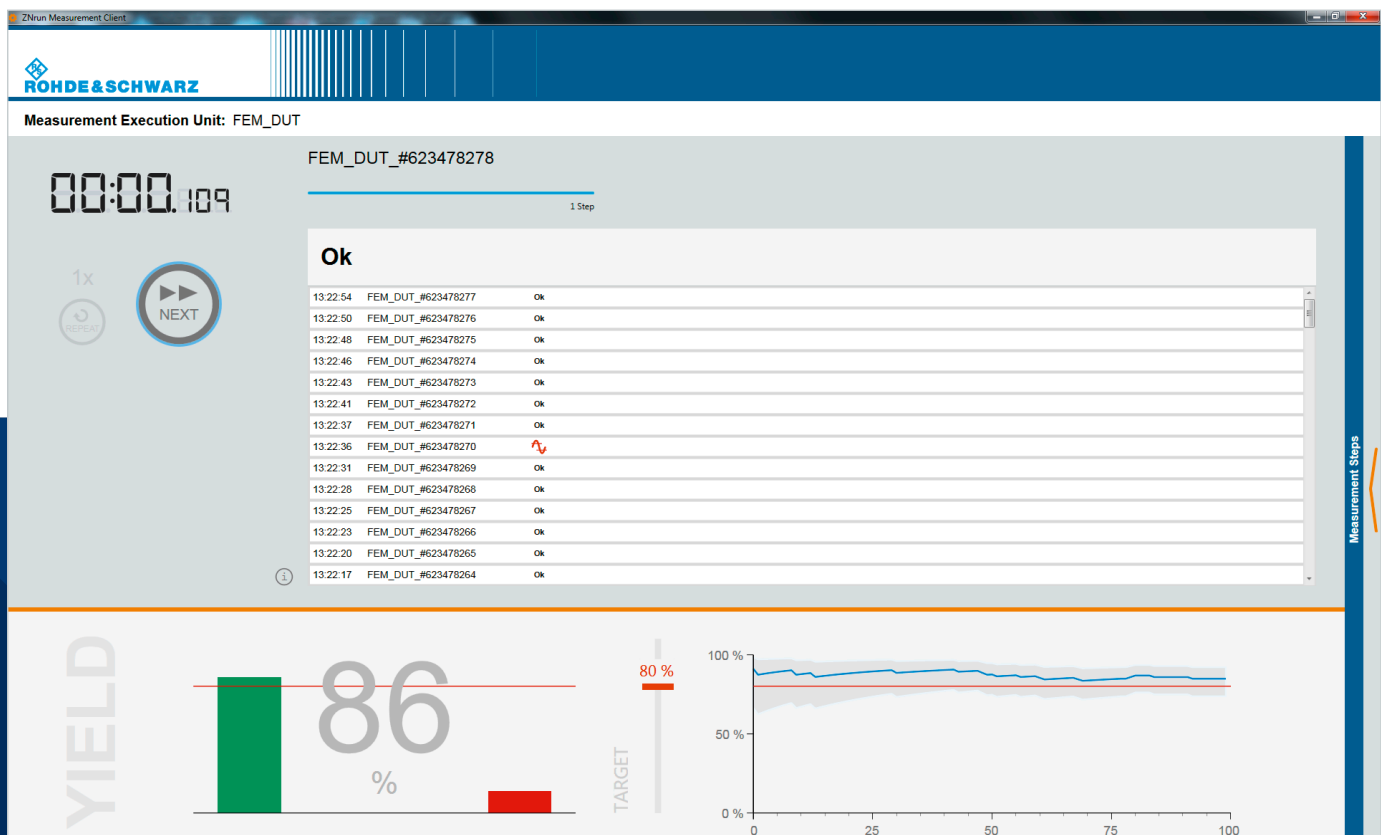 ZNrun Measurement Client
ROHDE&SCHWARZ
Measurement Execution Unit: FEM_DUT
FEM_DUT_#623478278
00:00.109
1 Step
Ok
1x
REPEAT
NEXT
13:22:54 FEM_DUT_#623478277 Ok
13:22:50 FEM_DUT_#623478276 Ok
13:22:48 FEM_DUT_#623478275 Ok
13:22:46 FEM_DUT_#623478274 Ok
13:22:43 FEM_DUT_#623478273 Ok
13:22:41 FEM_DUT_#623478272 Ok
13:22:37 FEM_DUT_#623478271 Ok
13:22:36 FEM_DUT_#623478270
13:22:31 FEM_DUT_#623478269 Ok
13:22:28 FEM_DUT_#623478268 Ok
13:22:25 FEM_DUT_#623478267 Ok
13:22:23 FEM_DUT_#623478266 Ok
13:22:20 FEM_DUT_#623478265 Ok
13:22:17 FEM_DUT_#623478264 Ok
Measurement Steps
YIELD
86
%
80 %
TARGET
100 %
50 %
0 %
0 25 50 75 100